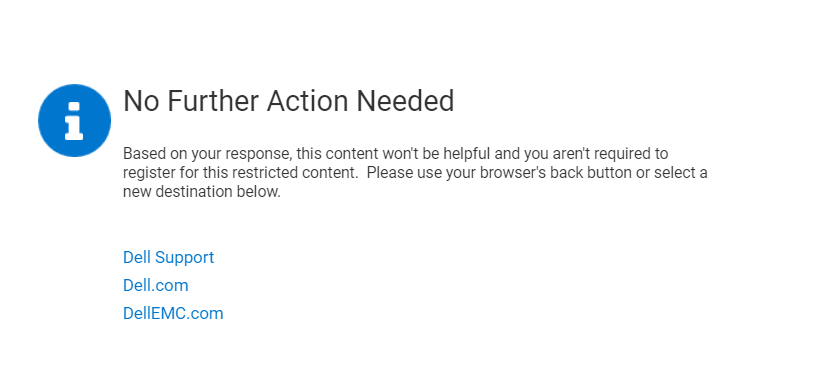 No Further Action Needed
Based on your response, this content won't be helpful and you aren't required to
register for this restricted content.  Please use your browser's back button or select a
new destination below.
Dell Support
Dell.com
DellEMC.com